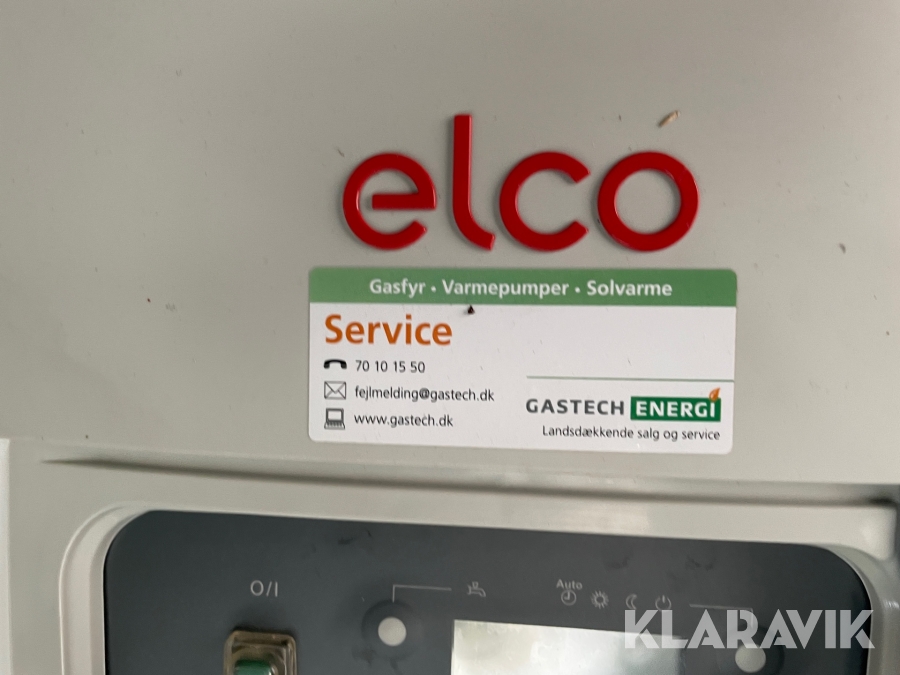 elco
Gasfyr · Varmepumper · Solvarme
Service
70 10 15 50
fejlmelding@gastech.dk
www.gastech.dk
GASTECH ENERGI
Landsdækkende salg og service
O/I
Auto
KLARAVIK